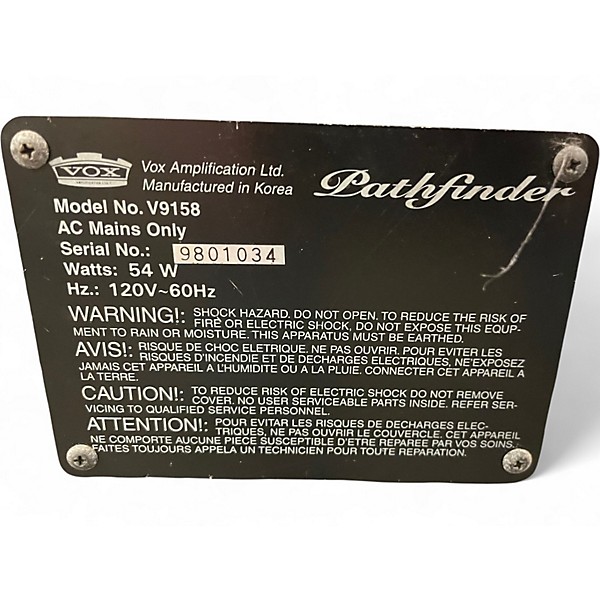 VOX
Vox Amplification Ltd.
Manufactured in Korea
Pathfinder
Model No. V9158
AC Mains Only
Serial No.: 9801034
Watts: 54 W
Hz.: 120V~60Hz
WARNING!: SHOCK HAZARD. DO NOT OPEN. TO REDUCE THE RISK OF
FIRE OR ELECTRIC SHOCK, DO NOT EXPOSE THIS EQUIP-
MENT TO RAIN OR MOISTURE. THIS APPARATUS MUST BE EARTHED.
AVIS!: RISQUE DE CHOC ELETRIQUE. NE PAS OUVRIR. POUR EVITER LES
RISQUES D'INCENDIE ET DE DECHARGES ELECTRIQUES, NE'EXPOSEZ
JAMAIS CET APPAREIL A L'HUMIDITE OU A LA PLUIE. CONNECTER CET APPAREIL A
LA TERRE.
CAUTION!: TO REDUCE RISK OF ELECTRIC SHOCK DO NOT REMOVE
COVER. NO USER SERVICEABLE PARTS INSIDE. REFER SER-
VICING TO QUALIFIED SERVICE PERSONNEL.
ATTENTION!: POUR EVITAR LES RISQUES DE DECHARGES ELEC-
TRIQUES, NE PAS OUVRIR LE COUVERCLE. CET APPAREIL
NE COMPORTE AUCUNE PIECE SUSCEPTIBLE D'ETRE REPAREE PAR VOS SOINS.
FAITES TOUJOURS APPELA UN TECHNICIEN POUR TOUTE REPARATION.